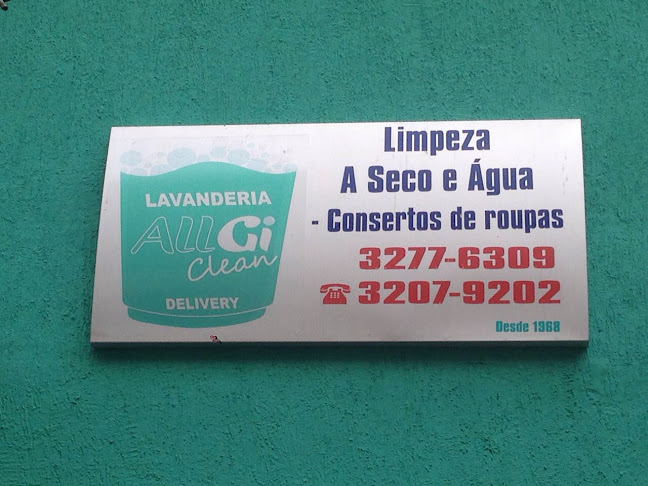 LAVANDERIA
ALLGi
Clean
DELIVERY
Limpeza
A Seco e Água
- Consertos de roupas
3277-6309
3207-9202
Desde 1968